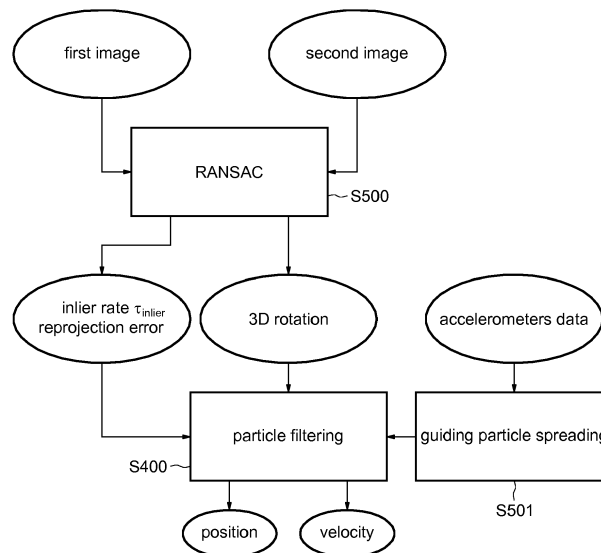 first image
second image
RANSAC
S500
inlier rate τinlier
reprojection error
3D rotation
accelerometers data
particle filtering
guiding particle spreading
S400
S501
position
velocity